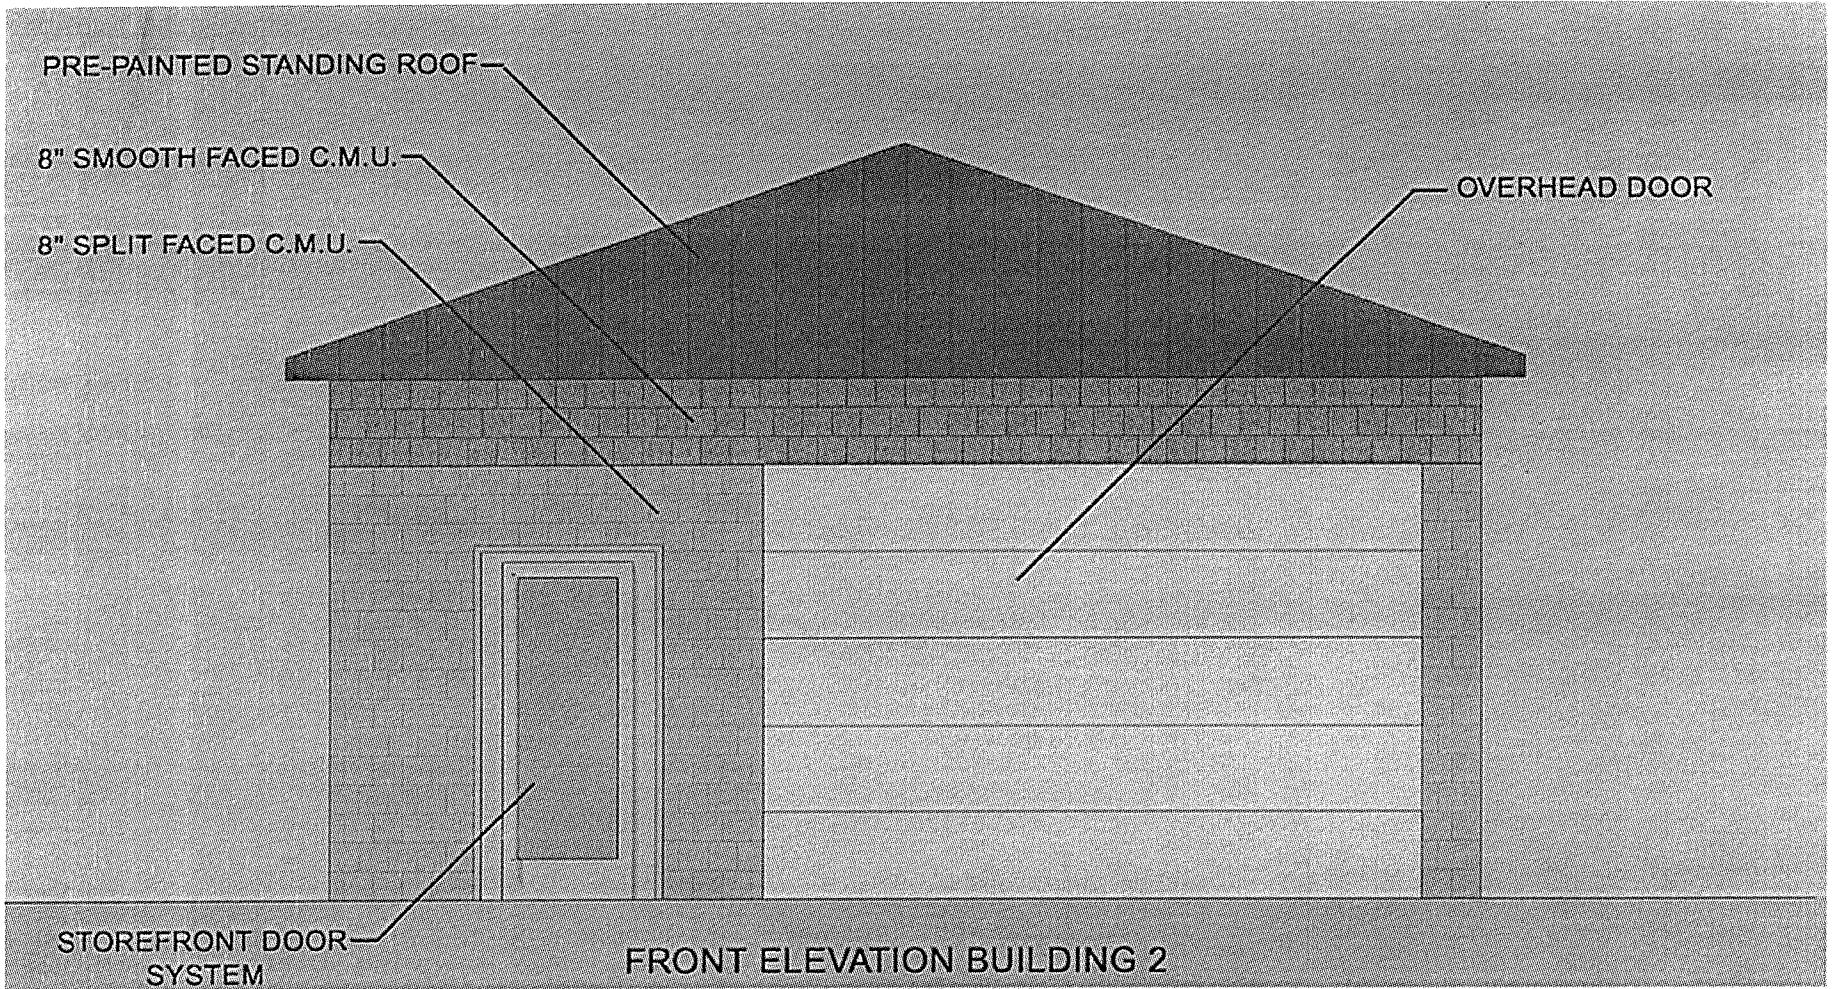 PRE-PAINTED STANDING ROOF
8" SMOOTH FACED C.M.U.
8" SPLIT FACED C.M.U.
OVERHEAD DOOR
STOREFRONT DOOR
SYSTEM
FRONT ELEVATION BUILDING 2